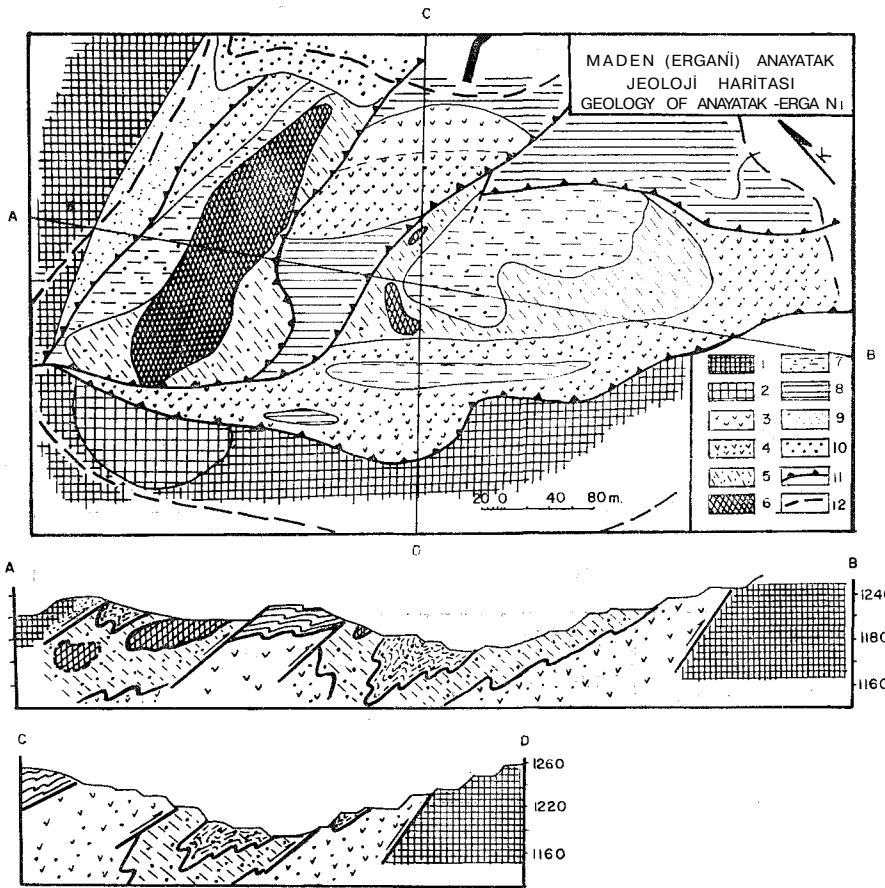 C
MADEN (ERGANİ) ANAYATAK
JEOLOJİ HARİTASI
GEOLOGY OF ANAYATAK -ERGA Nı
K
A
B
1 7
2 8
3 9
4 10
5 11
6 12
20 0 40 80 m.
D
A B
1240
1180
1160
C D
1260
1220
1160